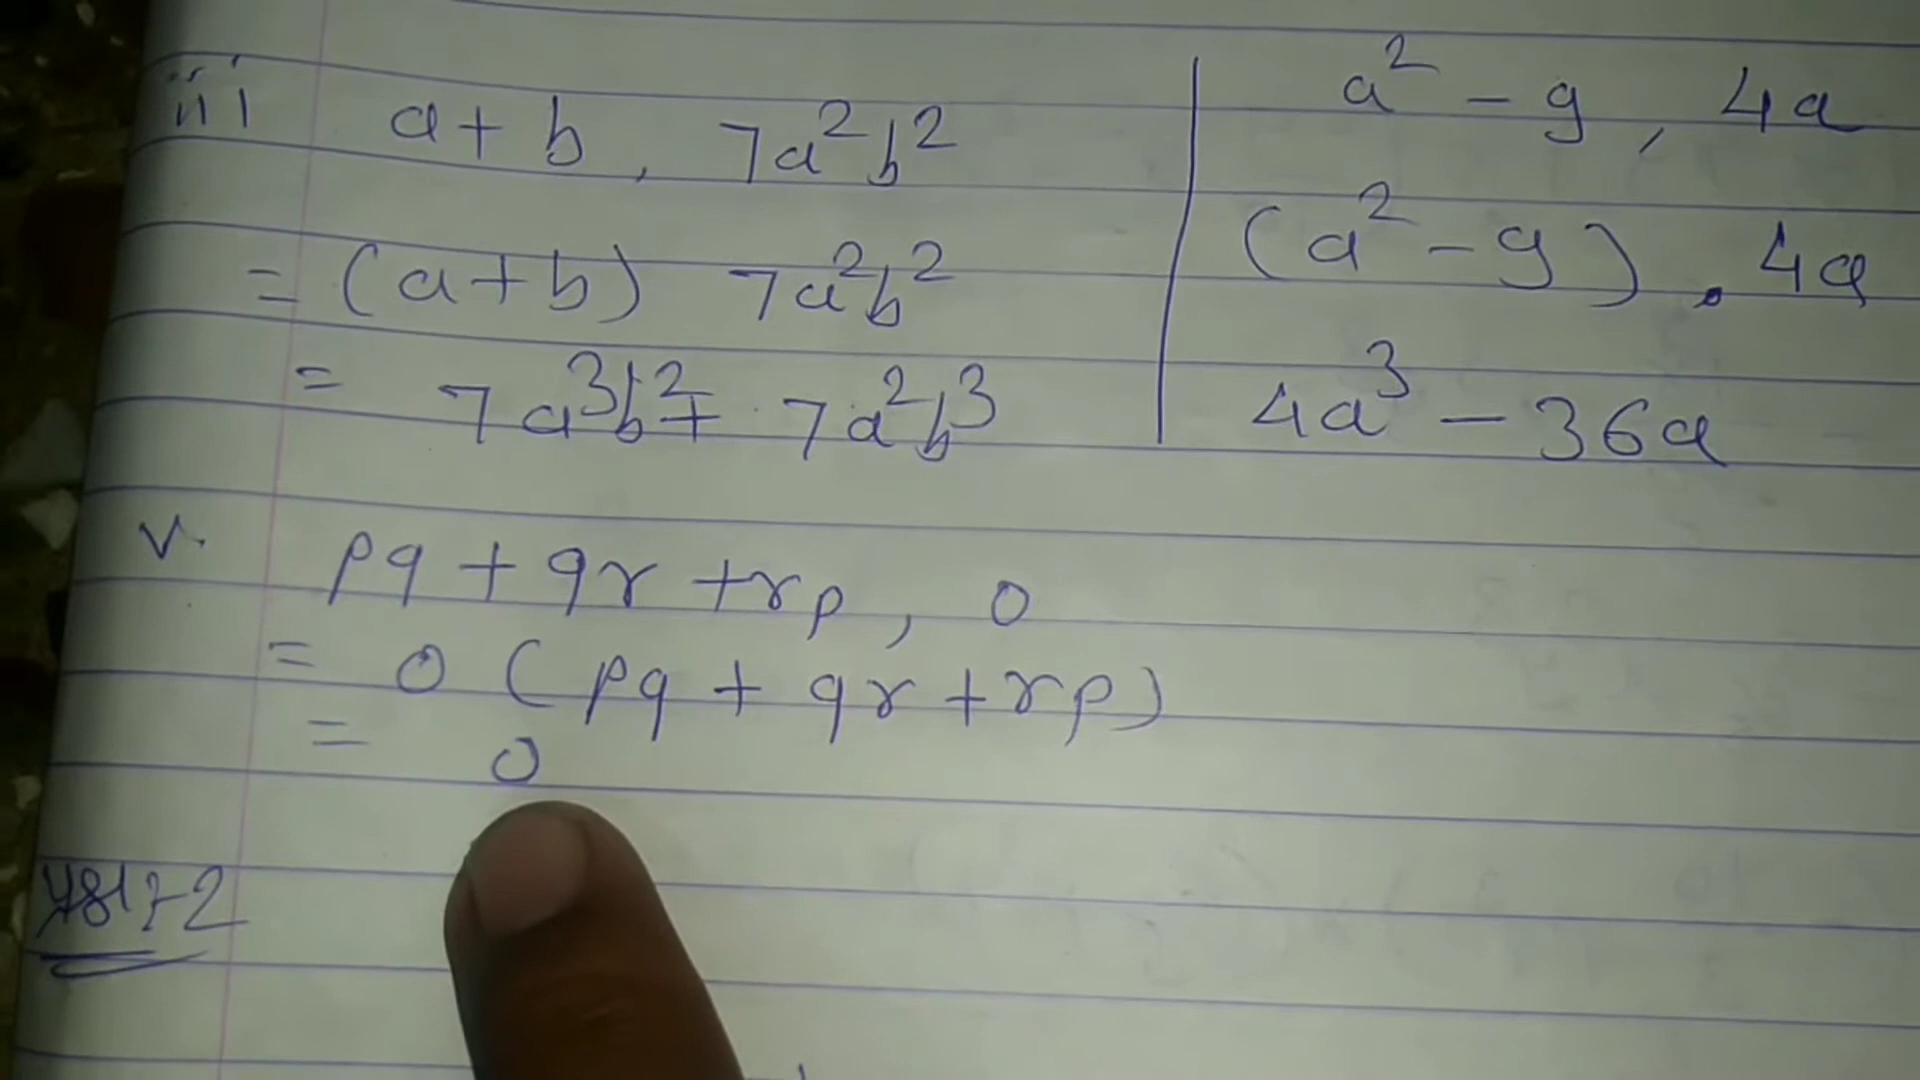 iii a + b, 7a²b²
= (a + b) 7a²b²
= 7a³b² + 7a²b³
a² - 9, 4a
(a² - 9) . 4a
4a³ - 36a
v. pq + qr + rp, 0
= 0 (pq + qr + rp)
= 0